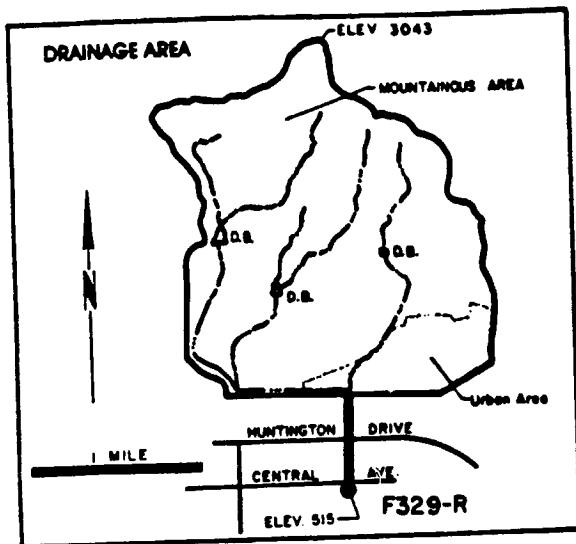 ELEV 3043
DRAINAGE AREA
MOUNTAINOUS AREA
D.B.
D.B.
D.B.
N
Urban Area
HUNTINGTON DRIVE
1 MILE
CENTRAL AVE.
F329-R
ELEV. 515